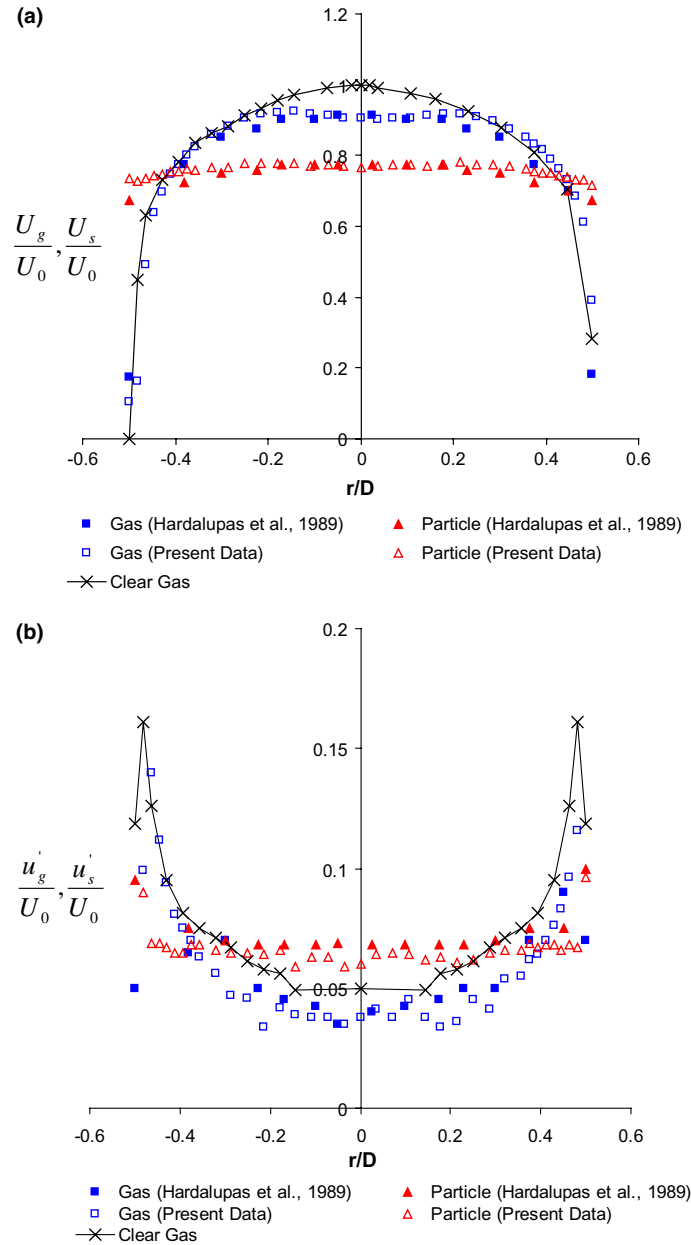 (a)
1.2
1
0.8
0.6
0.4
0.2
0
U_g/U_0, U_s/U_0
-0.6 -0.4 -0.2 0 0.2 0.4 0.6
r/D
Gas (Hardalupas et al., 1989) Particle (Hardalupas et al., 1989)
Gas (Present Data) Particle (Present Data)
Clear Gas
(b)
0.2
0.15
0.1
0.05
0
u'_g/U_0, u'_s/U_0
-0.6 -0.4 -0.2 0 0.2 0.4 0.6
r/D
Gas (Hardalupas et al., 1989) Particle (Hardalupas et al., 1989)
Gas (Present Data) Particle (Present Data)
Clear Gas